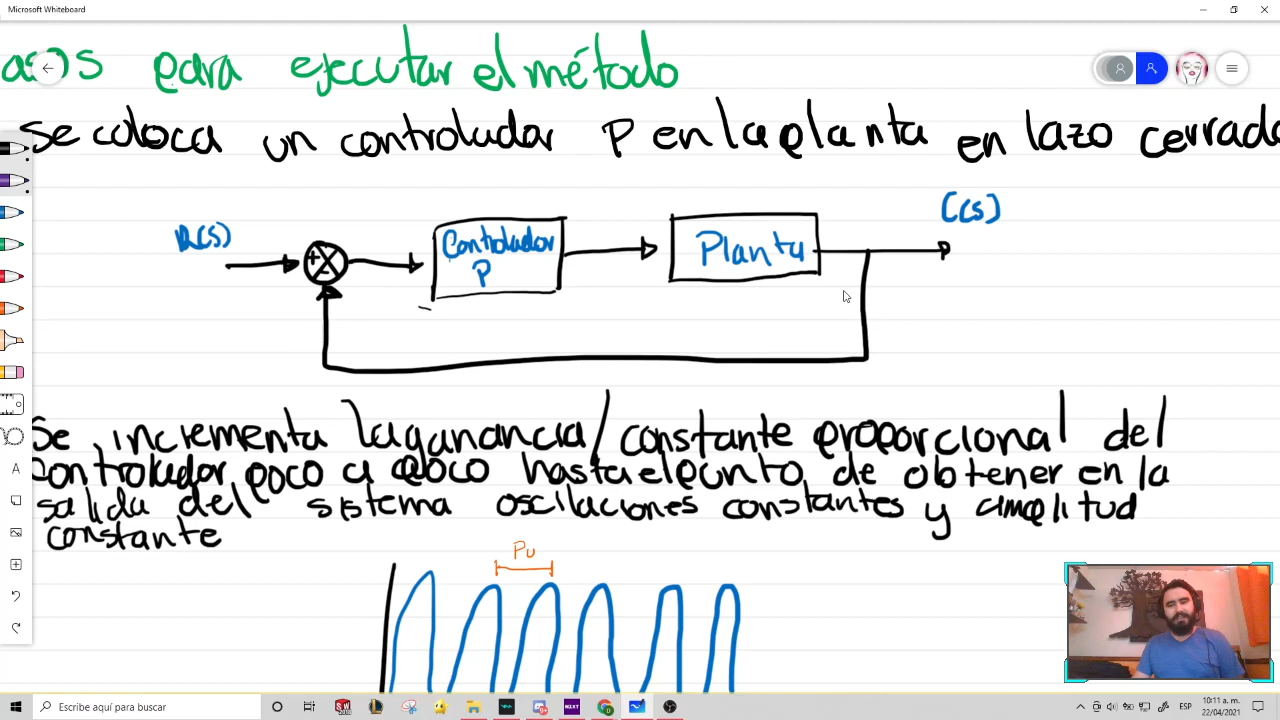 Microsoft Whiteboard
asos para ejecutar el método
se coloca un controlador P en la planta en lazo cerrado
R(s)
C(s)
+
-
Controlador
P
Planta
Se incrementa la ganancia/constante proporcional del
controlador poco a poco hasta el punto de obtener en la
salida del sistema oscilaciones constantes y amplitud
constante
Pu
A
Escribe aquí para buscar
ESP
10:11 a. m.
22/04/2021